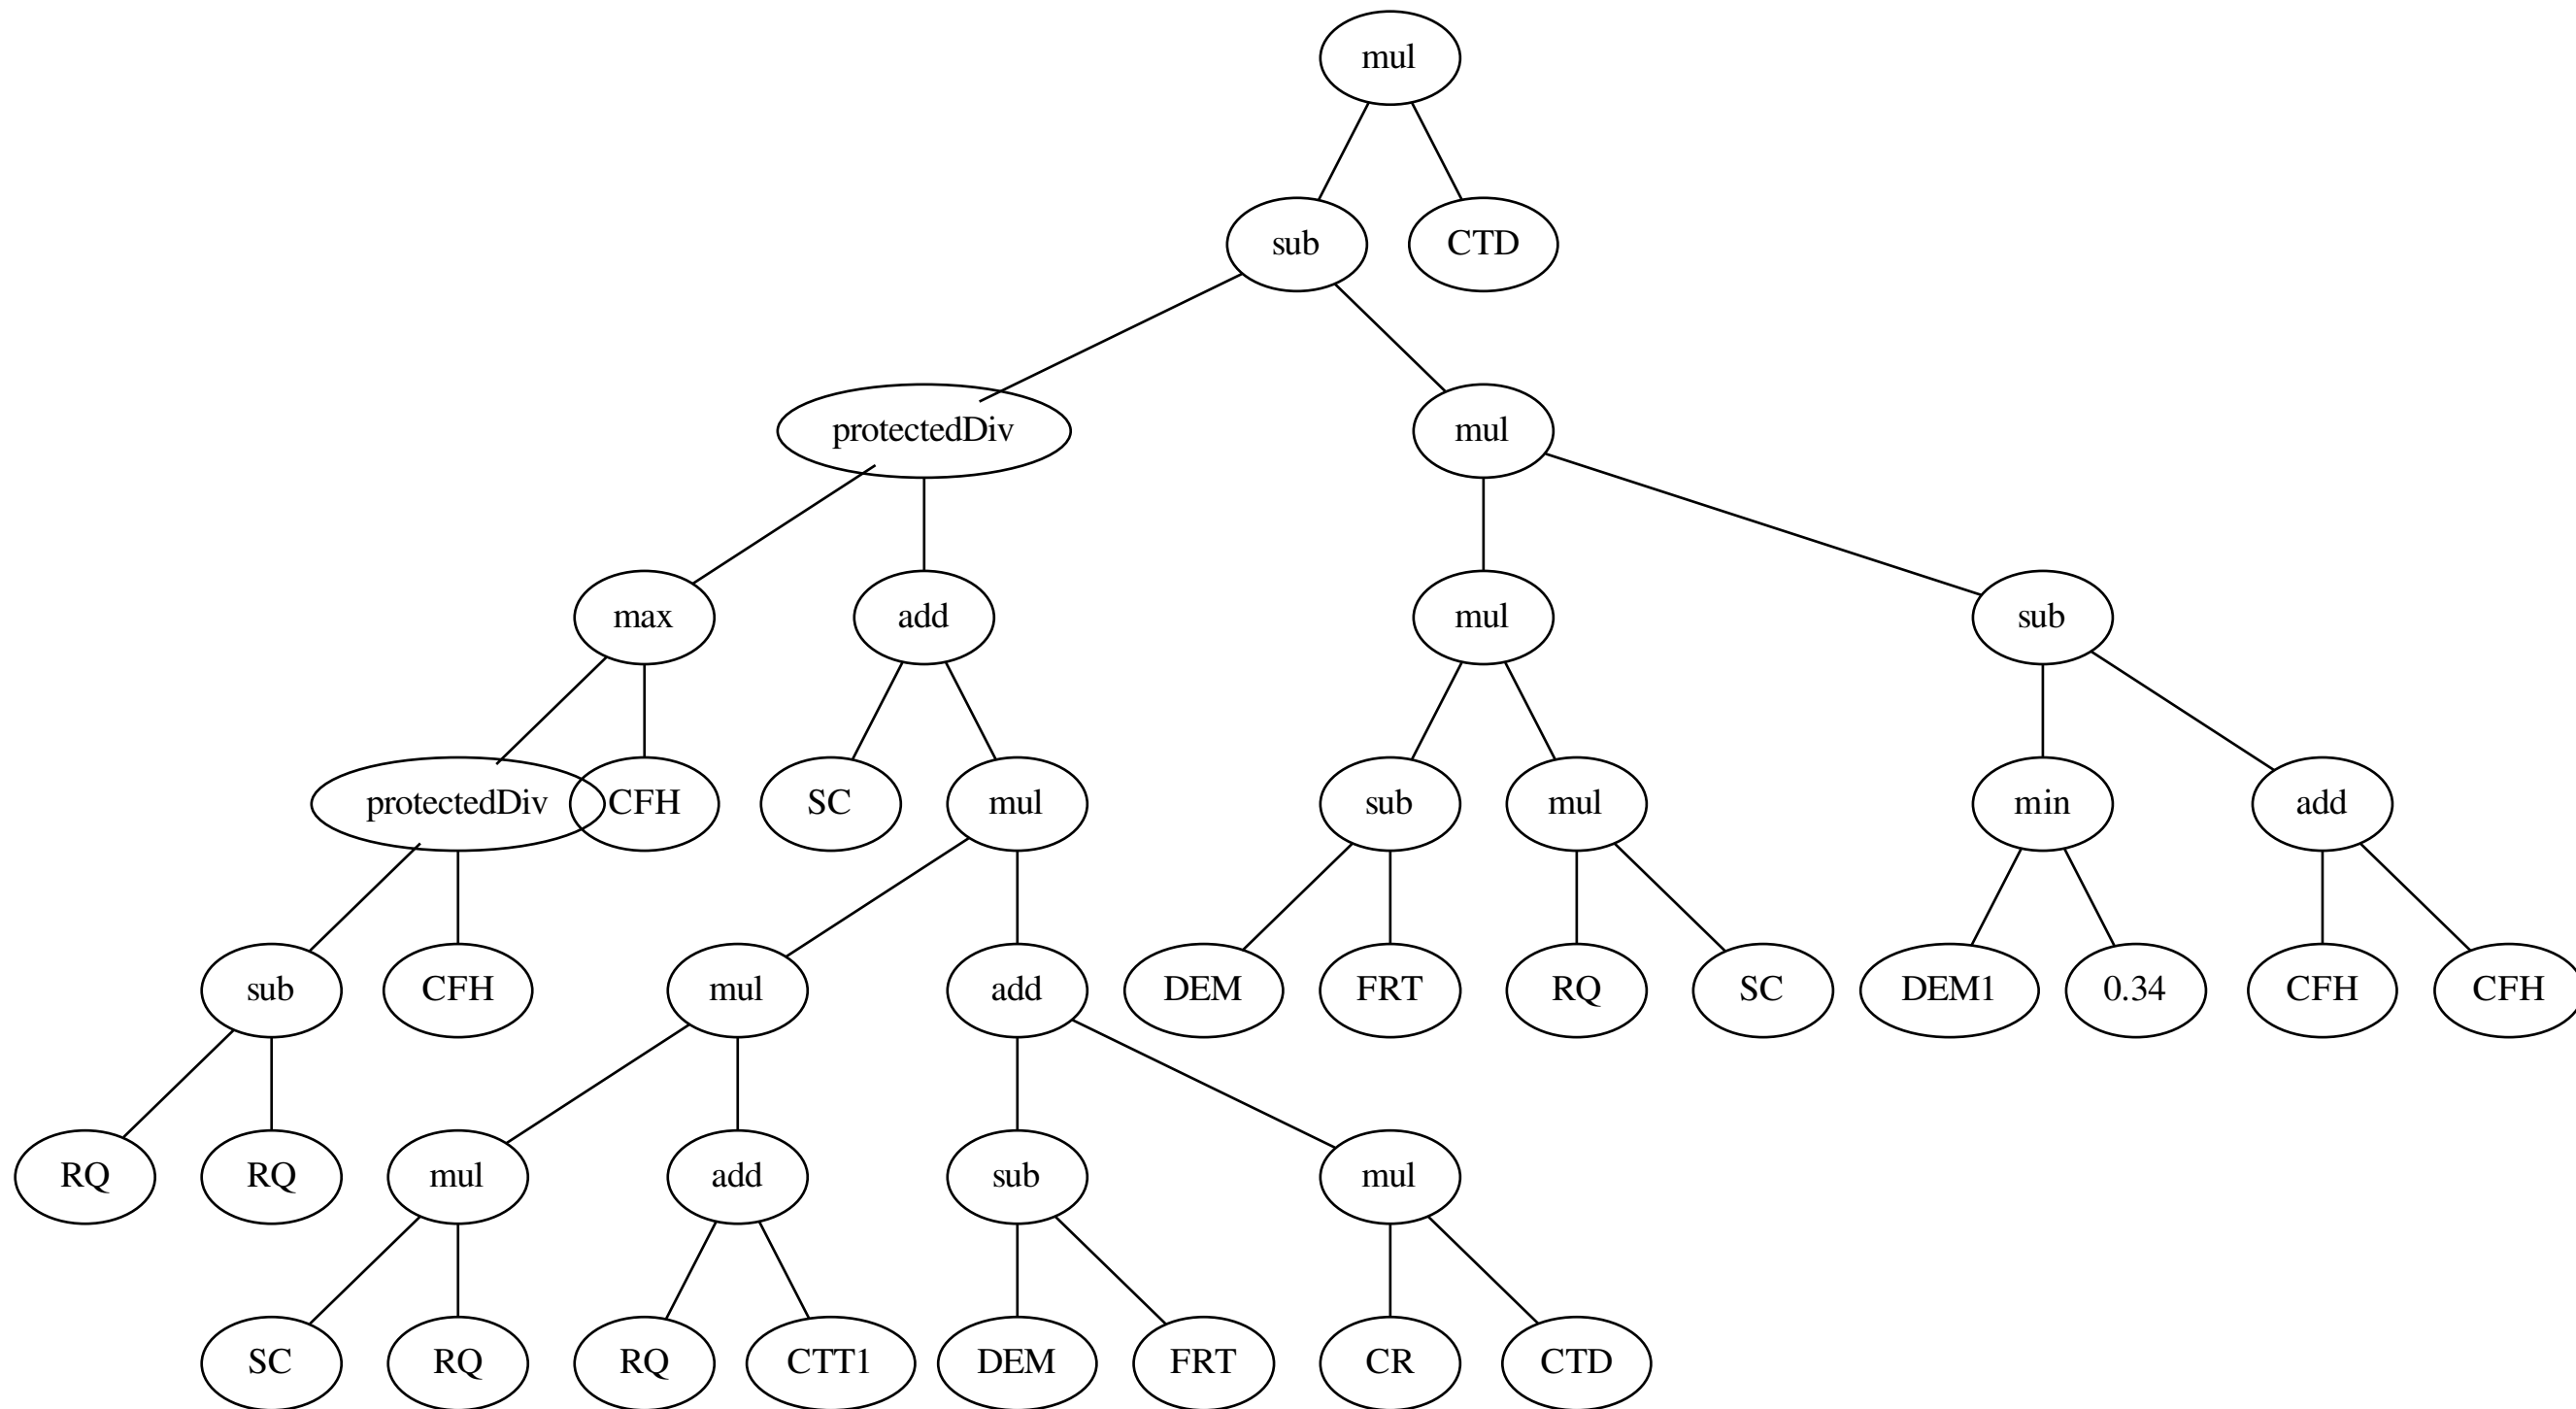 mul
sub CTD
protectedDiv mul
max add mul sub
protectedDiv CFH SC mul sub mul min add
sub CFH mul add DEM FRT RQ SC DEM1 0.34 CFH CFH
RQ RQ mul add sub mul
SC RQ RQ CTT1 DEM FRT CR CTD